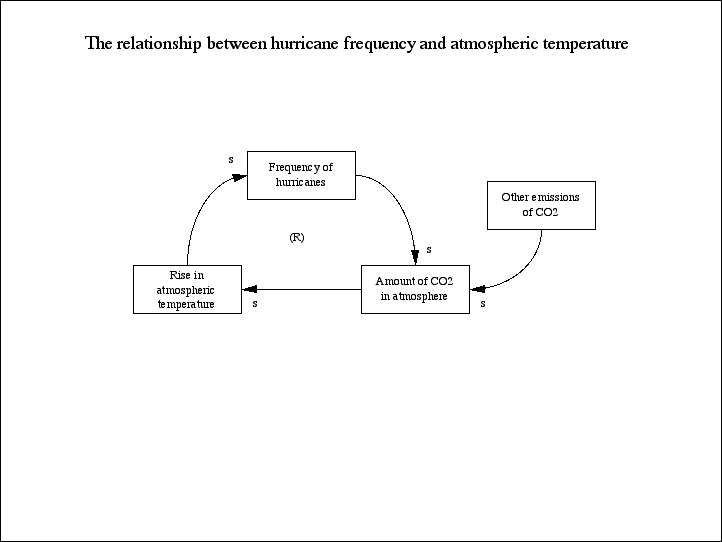 The relationship between hurricane frequency and atmospheric temperature
s
Frequency of
hurricanes
Other emissions
of CO2
(R)
s
Rise in
atmospheric
temperature
s
Amount of CO2
in atmosphere
s